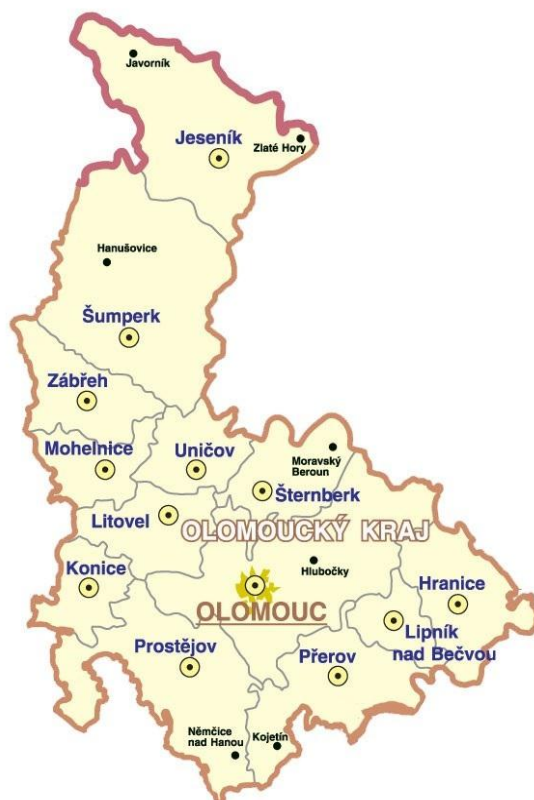 Javorník
Jeseník
Zlaté Hory
Hanušovice
Šumperk
Zábřeh
Mohelnice
Uničov
Moravský
Beroun
Šternberk
Litovel
OLOMOUCKÝ KRAJ
Hlubočky
Konice
Hranice
OLOMOUC
Lipník
nad Bečvou
Prostějov
Přerov
Němčice
nad Hanou
Kojetín